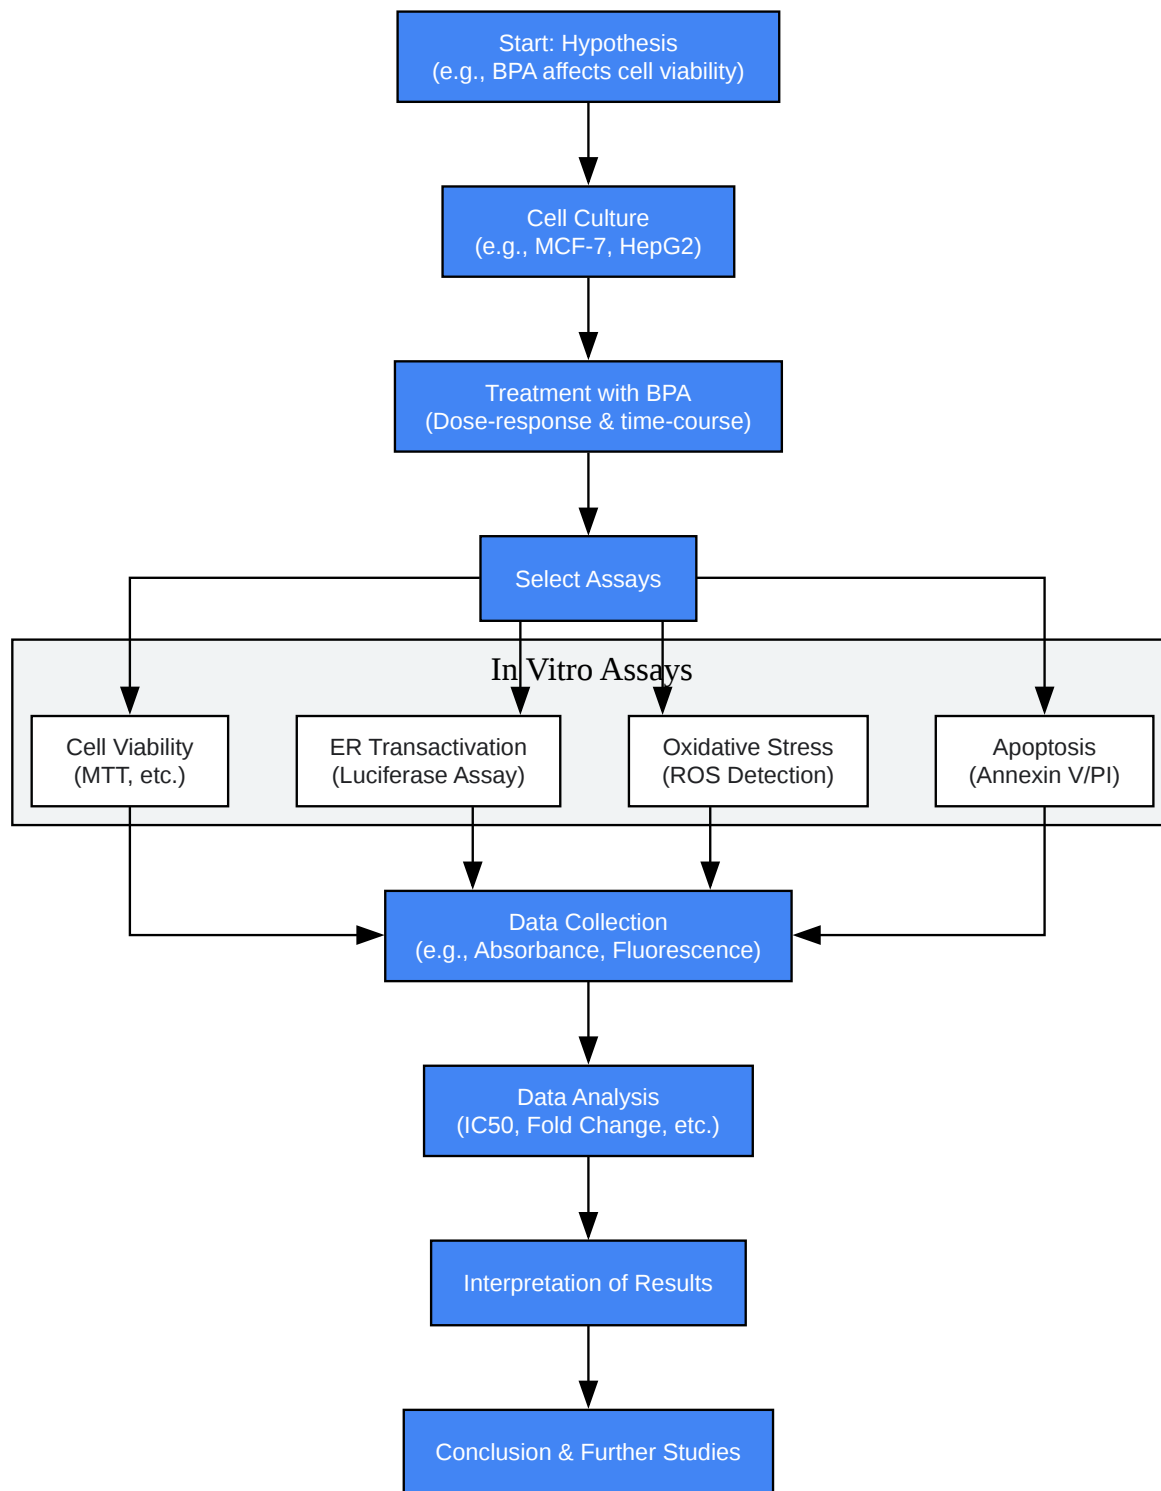 Start: Hypothesis
(e.g., BPA affects cell viability)
Cell Culture
(e.g., MCF-7, HepG2)
Treatment with BPA
(Dose-response & time-course)
Select Assays
In Vitro Assays
Cell Viability
(MTT, etc.)
ER Transactivation
(Luciferase Assay)
Oxidative Stress
(ROS Detection)
Apoptosis
(Annexin V/PI)
Data Collection
(e.g., Absorbance, Fluorescence)
Data Analysis
(IC50, Fold Change, etc.)
Interpretation of Results
Conclusion & Further Studies